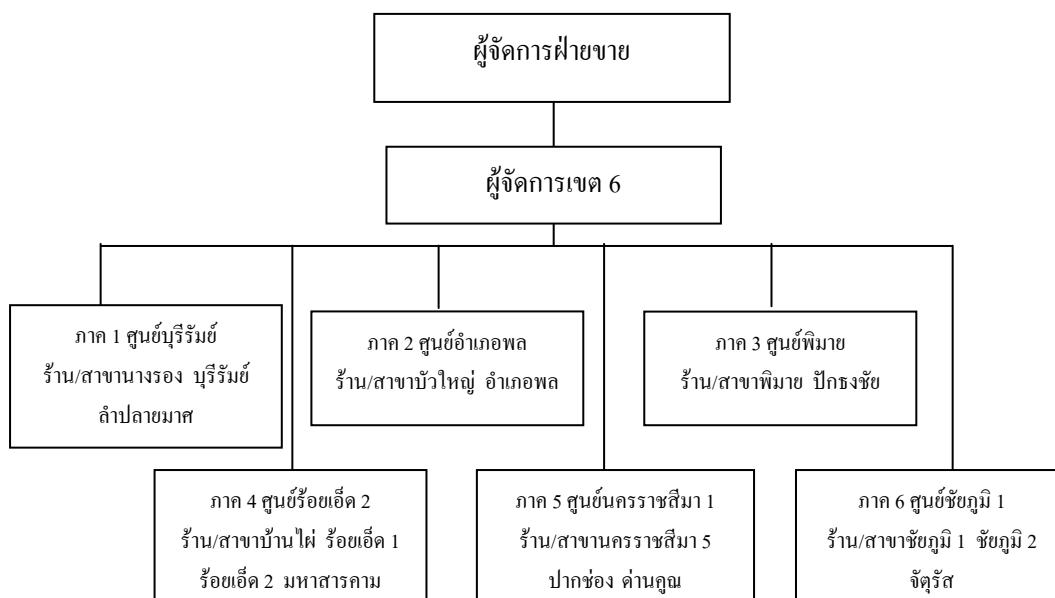 ผู้จัดการฝ่ายขาย
ผู้จัดการเขต 6
ภาค 1 ศูนย์บุรีรัมย์
ร้าน/สาขานางรอง บุรีรัมย์
ลำปลายมาศ
ภาค 2 ศูนย์อำเภอพล
ร้าน/สาขาบัวใหญ่ อำเภอพล
ภาค 3 ศูนย์พิมาย
ร้าน/สาขาพิมาย ปักธงชัย
ภาค 4 ศูนย์ร้อยเอ็ด 2
ร้าน/สาขาบ้านไผ่ ร้อยเอ็ด 1
ร้อยเอ็ด 2 มหาสารคาม
ภาค 5 ศูนย์นครราชสีมา 1
ร้าน/สาขานครราชสีมา 5
ปากช่อง ด่านคูณ
ภาค 6 ศูนย์ชัยภูมิ 1
ร้าน/สาขาชัยภูมิ 1 ชัยภูมิ 2
จัตุรัส